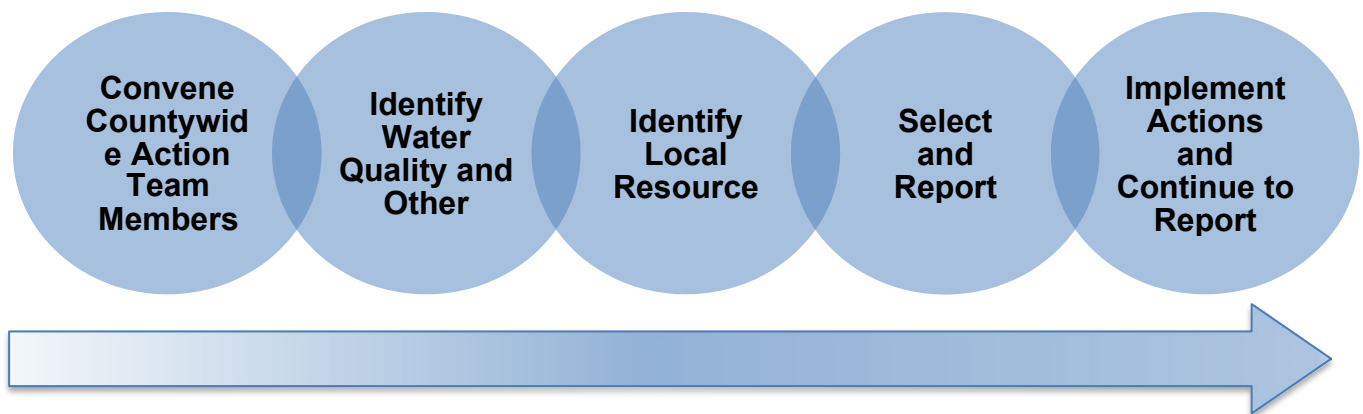 Convene
Countywid
e Action
Team
Members
Identify
Water
Quality and
Other
Identify
Local
Resource
Select
and
Report
Implement
Actions
and
Continue to
Report